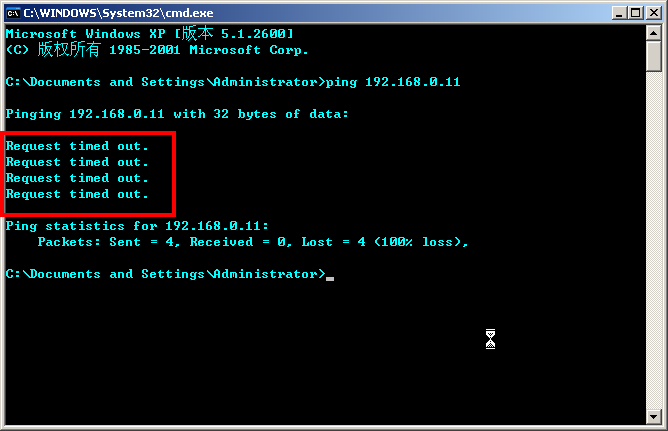 C:\WINDOWS\System32\cmd.exe
Microsoft Windows XP [版本 5.1.2600]
(C) 版权所有 1985-2001 Microsoft Corp.
C:\Documents and Settings\Administrator>ping 192.168.0.11
Pinging 192.168.0.11 with 32 bytes of data:
Request timed out.
Request timed out.
Request timed out.
Request timed out.
Ping statistics for 192.168.0.11:
Packets: Sent = 4, Received = 0, Lost = 4 (100% loss),
C:\Documents and Settings\Administrator>_